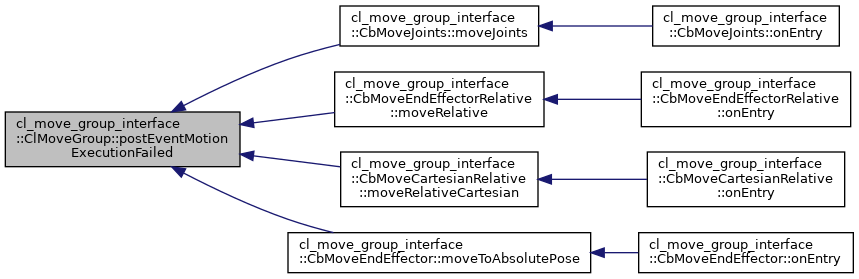 cl_move_group_interface
::CbMoveJoints::moveJoints
cl_move_group_interface
::CbMoveJoints::onEntry
cl_move_group_interface
::CbMoveEndEffectorRelative
::moveRelative
cl_move_group_interface
::CbMoveEndEffectorRelative
::onEntry
cl_move_group_interface
::ClMoveGroup::postEventMotion
ExecutionFailed
cl_move_group_interface
::CbMoveCartesianRelative
::moveRelativeCartesian
cl_move_group_interface
::CbMoveCartesianRelative
::onEntry
cl_move_group_interface
::CbMoveEndEffector::moveToAbsolutePose
cl_move_group_interface
::CbMoveEndEffector::onEntry